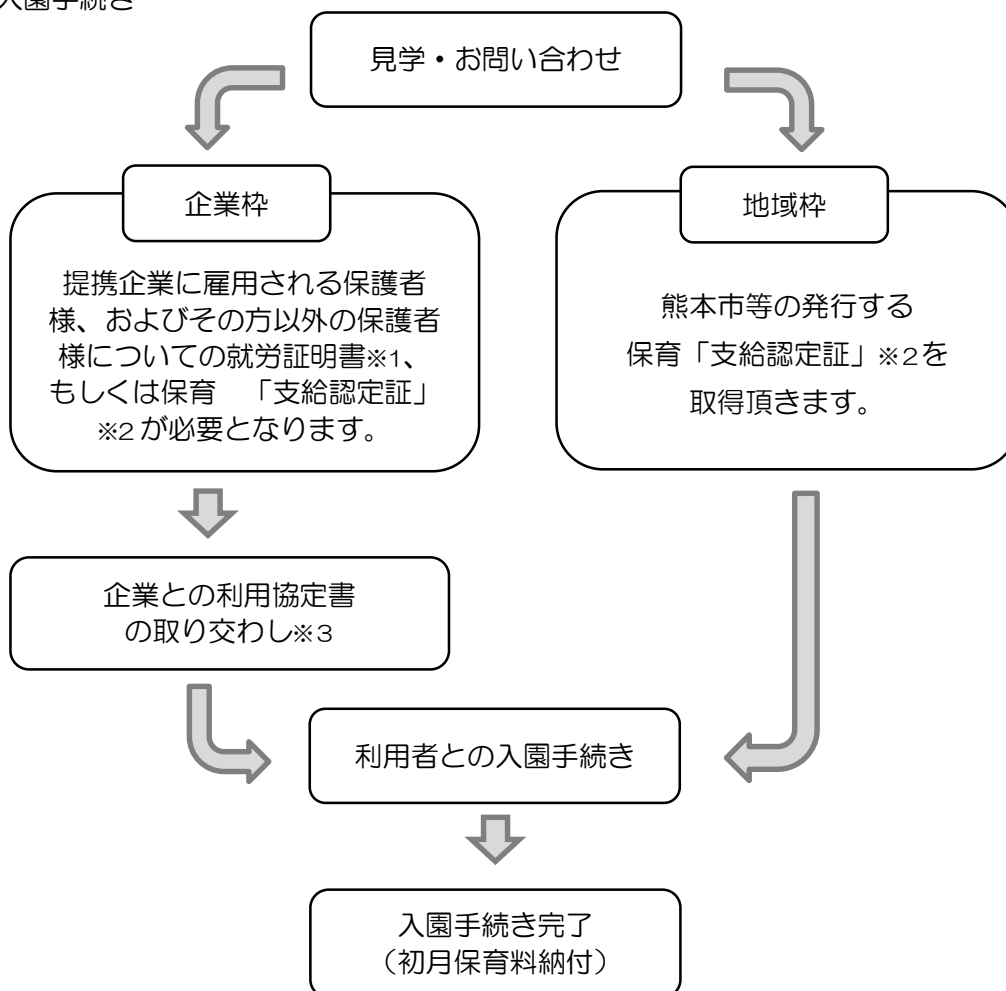 入園手続き
見学・お問い合わせ
企業枠
提携企業に雇用される保護者
様、およびその方以外の保護者
様についての就労証明書※1、
もしくは保育　「支給認定証」
※2 が必要となります。
地域枠
熊本市等の発行する
保育「支給認定証」※2を
取得頂きます。
企業との利用協定書
の取り交わし※3
利用者との入園手続き
入園手続き完了
（初月保育料納付）